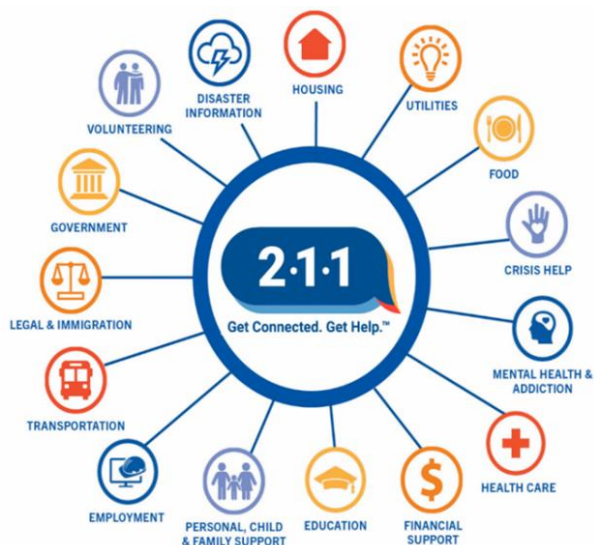 HOUSING
UTILITIES
FOOD
CRISIS HELP
MENTAL HEALTH &
ADDICTION
HEALTH CARE
FINANCIAL
SUPPORT
EDUCATION
PERSONAL, CHILD
& FAMILY SUPPORT
EMPLOYMENT
TRANSPORTATION
LEGAL & IMMIGRATION
GOVERNMENT
VOLUNTEERING
DISASTER
INFORMATION
2·1·1
Get Connected. Get Help.™
$